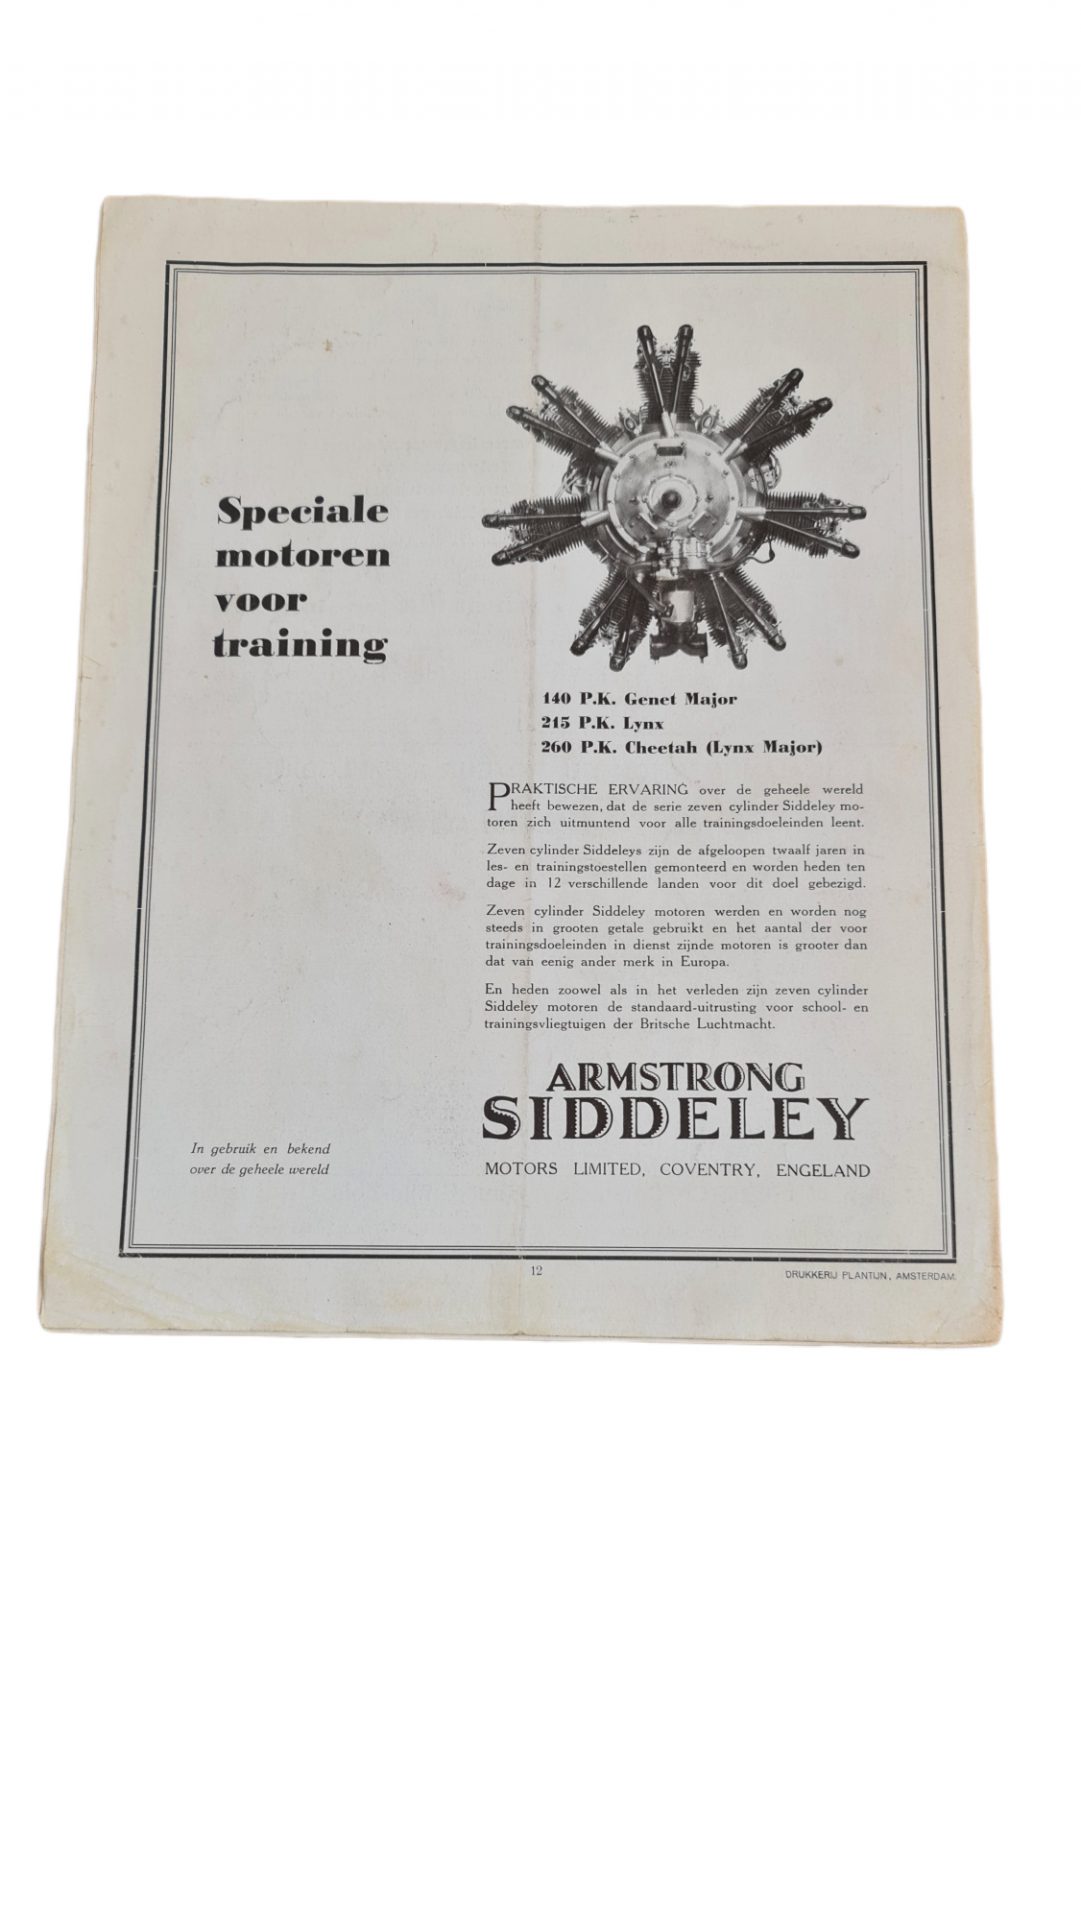 Speciale
motoren
voor
training
140 P.K. Genet Major
215 P.K. Lynx
260 P.K. Cheetah (Lynx Major)
PRAKTISCHE ERVARING over de geheele wereld
heeft bewezen, dat de serie zeven cylinder Siddeley mo-
toren zich uitmuntend voor alle trainingsdoeleinden leent.
Zeven cylinder Siddeleys zijn de afgeloopen twaalf jaren in
les- en trainingstoestellen gemonteerd en worden heden ten
dage in 12 verschillende landen voor dit doel gebezigd.
Zeven cylinder Siddeley motoren werden en worden nog
steeds in grooten getale gebruikt en het aantal der voor
trainingsdoeleinden in dienst zijnde motoren is grooter dan
dat van eenig ander merk in Europa.
En heden zoowel als in het verleden zijn zeven cylinder
Siddeley motoren de standaard-uitrusting voor school- en
trainingsvliegtuigen der Britsche Luchtmacht.
ARMSTRONG
SIDDELEY
MOTORS LIMITED, COVENTRY, ENGELAND
In gebruik en bekend
over de geheele wereld
12
DRUKKERIJ PLANTIJN, AMSTERDAM.